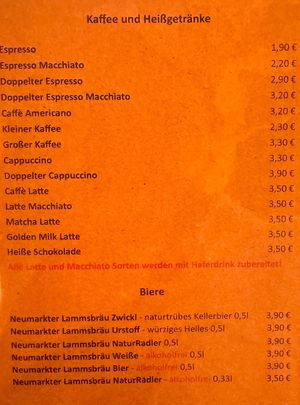 Kaffee und Heißgetränke
Espresso 1,90 €
Espresso Macchiato 2,20 €
Doppelter Espresso 2,90 €
Doppelter Espresso Macchiato 3,20 €
Caffè Americano 3,20 €
Kleiner Kaffee 2,30 €
Großer Kaffee 3,30 €
Cappuccino 3,30 €
Doppelter Cappuccino 3,90 €
Caffè Latte 3,50 €
Latte Macchiato 3,50 €
Matcha Latte 3,50 €
Golden Milk Latte 3,50 €
Heiße Schokolade 3,50 €
Alle Latte und Macchiato Sorten werden mit Haferdrink zubereitet!
Biere
Neumarkter Lammsbräu Zwickl - naturtrübes Kellerbier 0,5l 3,90 €
Neumarkter Lammsbräu Urstoff - würziges Helles 0,5l 3,90 €
Neumarkter Lammsbräu NaturRadler 0,5l 3,90 €
Neumarkter Lammsbräu Weiße - alkoholfrei 0,5l 3,90 €
Neumarkter Lammsbräu Bier - alkoholfrei 0,5l 3,90 €
Neumarkter Lammsbräu NaturRadler - alkoholfrei 0,33l 3,50 €